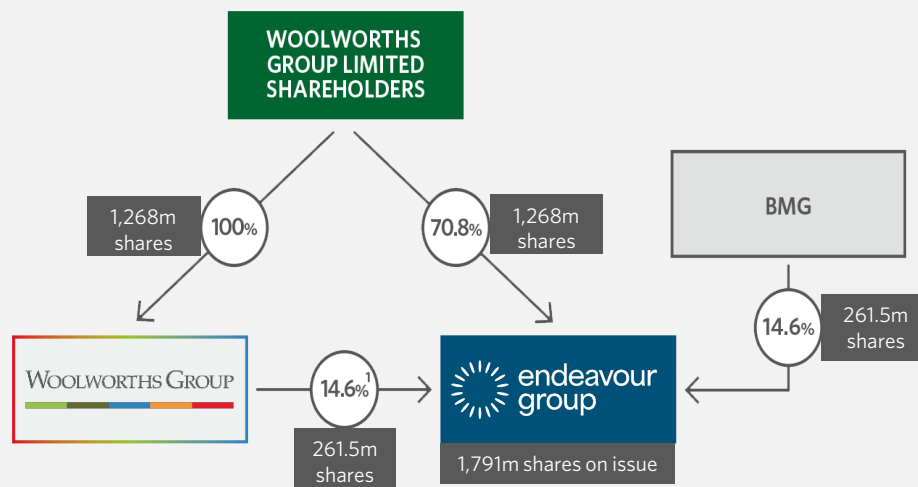 WOOLWORTHS
GROUP LIMITED
SHAREHOLDERS
1,268m
shares
100%
70.8%
1,268m
shares
BMG
14.6%
261.5m
shares
WOOLWORTHS GROUP
14.6%¹
261.5m
shares
endeavour
group
1,791m shares on issue